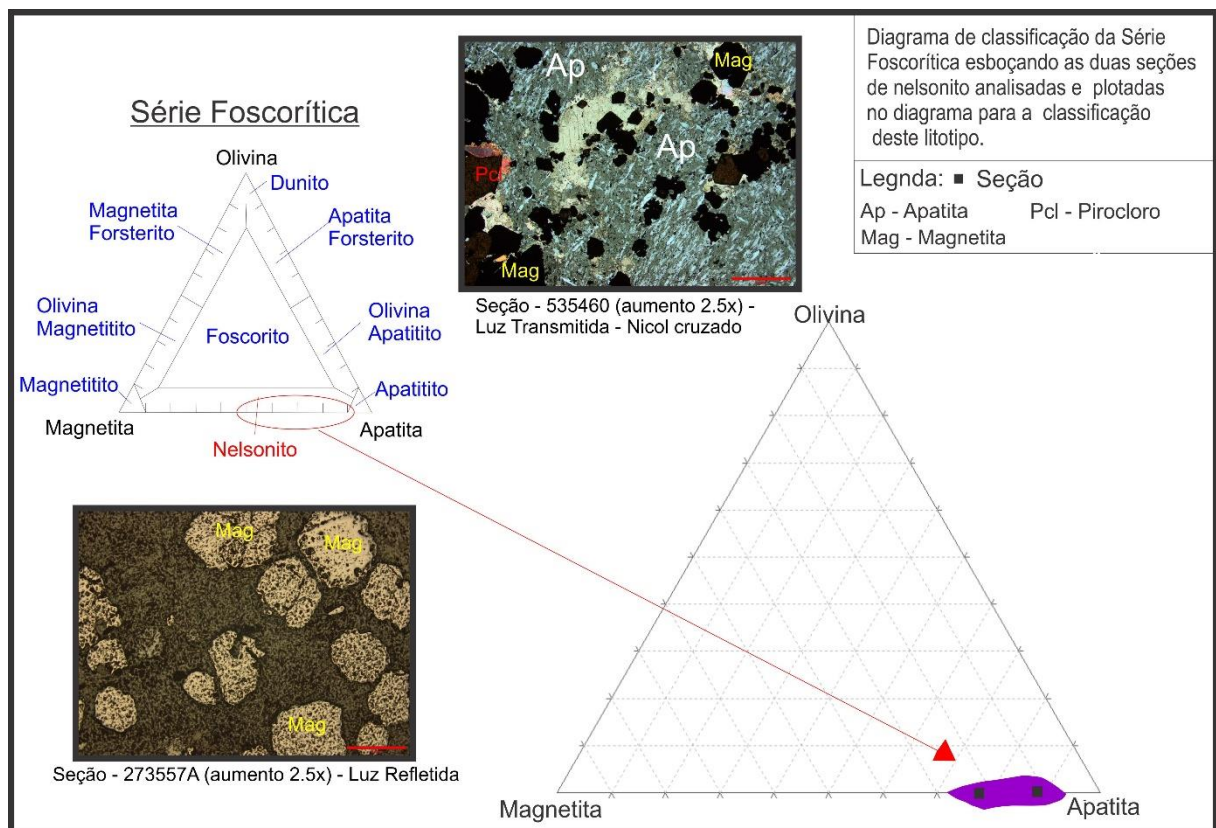 Série Foscorítica
Olivina
Dunito
Magnetita
Forsterito
Apatita
Forsterito
Olivina
Magnetitito
Olivina
Apatitito
Foscorito
Magnetitito
Apatitito
Magnetita
Apatita
Nelsonito
Ap
Mag
Ap
Pcl
Mag
Seção - 535460 (aumento 2.5x) -
Luz Transmitida - Nicol cruzado
Diagrama de classificação da Série
Foscorítica esboçando as duas seções
de nelsonito analisadas e plotadas
no diagrama para a classificação
deste litotipo.
Legnda: ■ Seção
Ap - Apatita Pcl - Pirocloro
Mag - Magnetita
Mag
Mag
Mag
Seção - 273557A (aumento 2.5x) - Luz Refletida
Olivina
Magnetita
Apatita